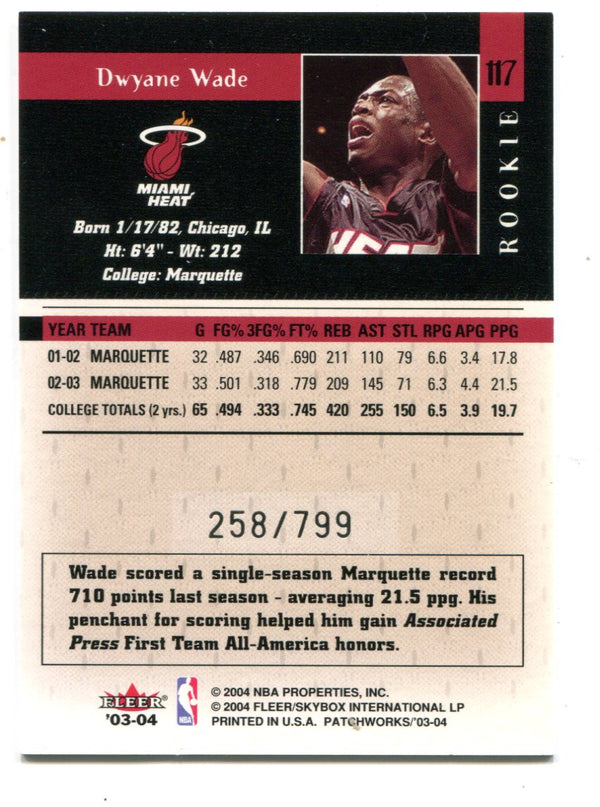 Dwyane Wade
117
ROOKIE
MIAMI
HEAT
Born 1/17/82, Chicago, IL
Ht: 6'4" - Wt: 212
College: Marquette
HEAT
YEAR TEAM G FG% 3FG% FT% REB AST STL RPG APG PPG
01-02 MARQUETTE 32 .487 .346 .690 211 110 79 6.6 3.4 17.8
02-03 MARQUETTE 33 .501 .318 .779 209 145 71 6.3 4.4 21.5
COLLEGE TOTALS (2 yrs.) 65 .494 .333 .745 420 255 150 6.5 3.9 19.7
258/799
Wade scored a single-season Marquette record
710 points last season - averaging 21.5 ppg. His
penchant for scoring helped him gain Associated
Press First Team All-America honors.
FLEER®
'03-04
NBA
© 2004 NBA PROPERTIES, INC.
© 2004 FLEER/SKYBOX INTERNATIONAL LP
PRINTED IN U.S.A. PATCHWORKS/'03-04